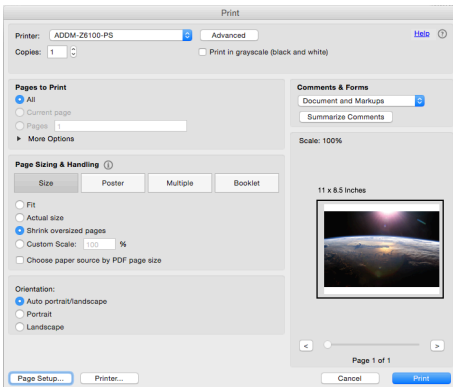 Print
Printer: ADDM-Z6100-PS Advanced Help ?
Copies: 1 Print in grayscale (black and white)
Pages to Print
All
Current page
Pages 1
More Options
Comments & Forms
Document and Markups
Summarize Comments
Scale: 100%
Page Sizing & Handling i
Size Poster Multiple Booklet
Fit
Actual size
Shrink oversized pages
Custom Scale: 100 %
Choose paper source by PDF page size
11 x 8.5 Inches
Orientation:
Auto portrait/landscape
Portrait
Landscape
< >
Page 1 of 1
Page Setup... Printer... Cancel Print